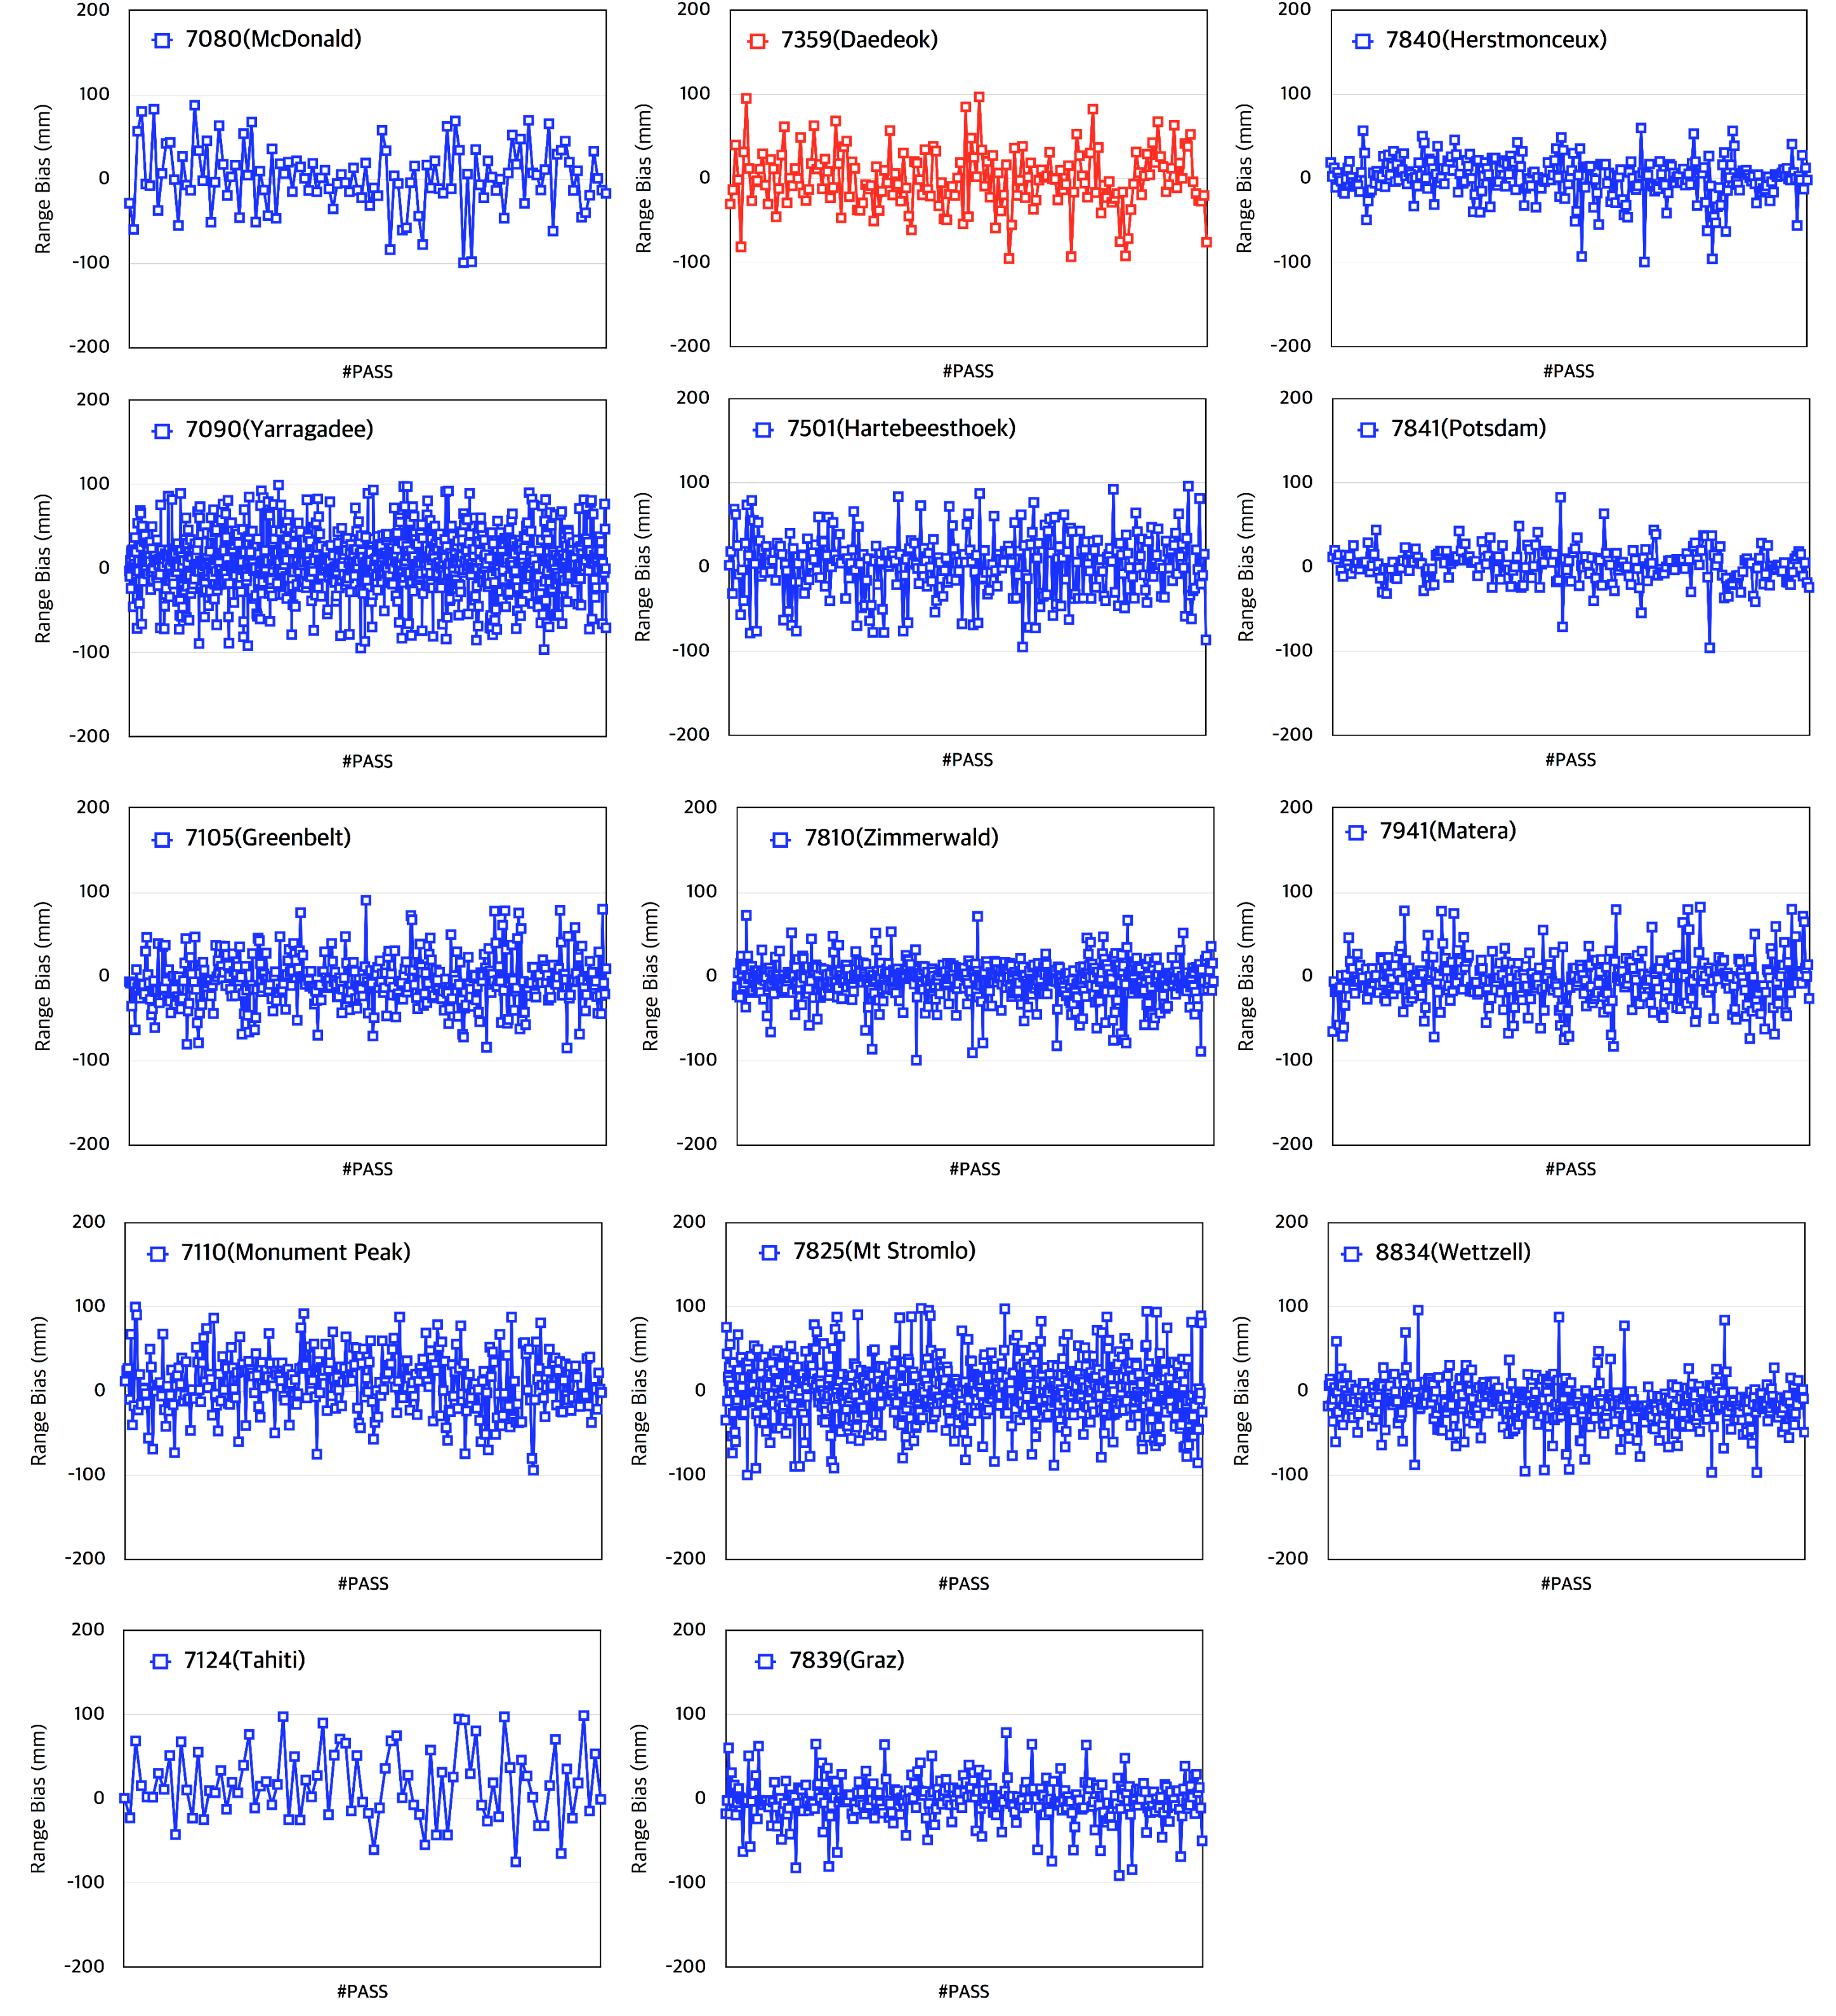 200
7080(McDonald)
100
0
-100
-200
Range Bias (mm)
#PASS
200
7359(Daedeok)
100
0
-100
-200
Range Bias (mm)
#PASS
200
7840(Herstmonceux)
100
0
-100
-200
Range Bias (mm)
#PASS
200
7090(Yarragadee)
100
0
-100
-200
Range Bias (mm)
#PASS
200
7501(Hartebeesthoek)
100
0
-100
-200
Range Bias (mm)
#PASS
200
7841(Potsdam)
100
0
-100
-200
Range Bias (mm)
#PASS
200
7105(Greenbelt)
100
0
-100
-200
Range Bias (mm)
#PASS
200
7810(Zimmerwald)
100
0
-100
-200
Range Bias (mm)
#PASS
200
7941(Matera)
100
0
-100
-200
Range Bias (mm)
#PASS
200
7110(Monument Peak)
100
0
-100
-200
Range Bias (mm)
#PASS
200
7825(Mt Stromlo)
100
0
-100
-200
Range Bias (mm)
#PASS
200
8834(Wettzell)
100
0
-100
-200
Range Bias (mm)
#PASS
200
7124(Tahiti)
100
0
-100
-200
Range Bias (mm)
#PASS
200
7839(Graz)
100
0
-100
-200
Range Bias (mm)
#PASS